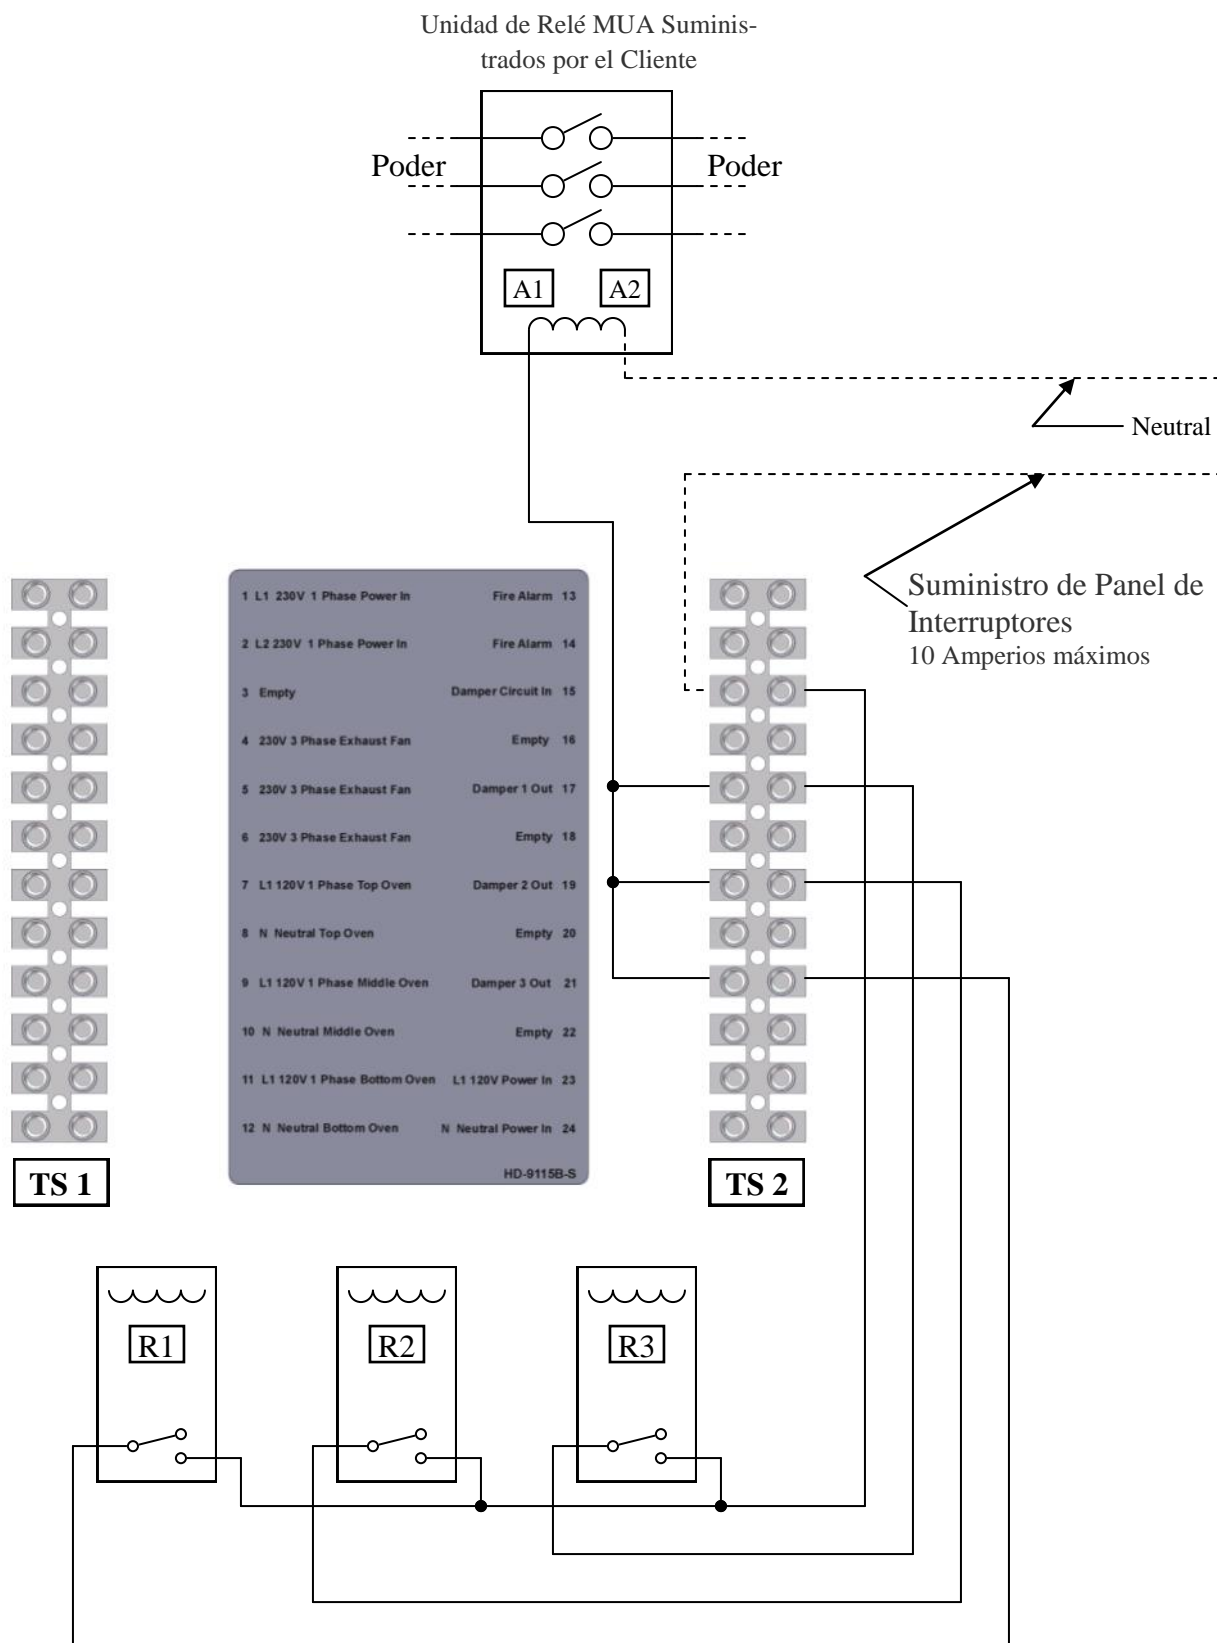 Unidad de Relé MUA Suminis-
trados por el Cliente
Poder
Poder
A1
A2
Neutral
Suministro de Panel de
Interruptores
10 Amperios máximos
1 L1 230V 1 Phase Power In Fire Alarm 13
2 L2 230V 1 Phase Power In Fire Alarm 14
3 Empty Damper Circuit In 15
4 230V 3 Phase Exhaust Fan Empty 16
5 230V 3 Phase Exhaust Fan Damper 1 Out 17
6 230V 3 Phase Exhaust Fan Empty 18
7 L1 120V 1 Phase Top Oven Damper 2 Out 19
8 N Neutral Top Oven Empty 20
9 L1 120V 1 Phase Middle Oven Damper 3 Out 21
10 N Neutral Middle Oven Empty 22
11 L1 120V 1 Phase Bottom Oven L1 120V Power In 23
12 N Neutral Bottom Oven N Neutral Power In 24
HD-9115B-S
TS 1
TS 2
R1
R2
R3